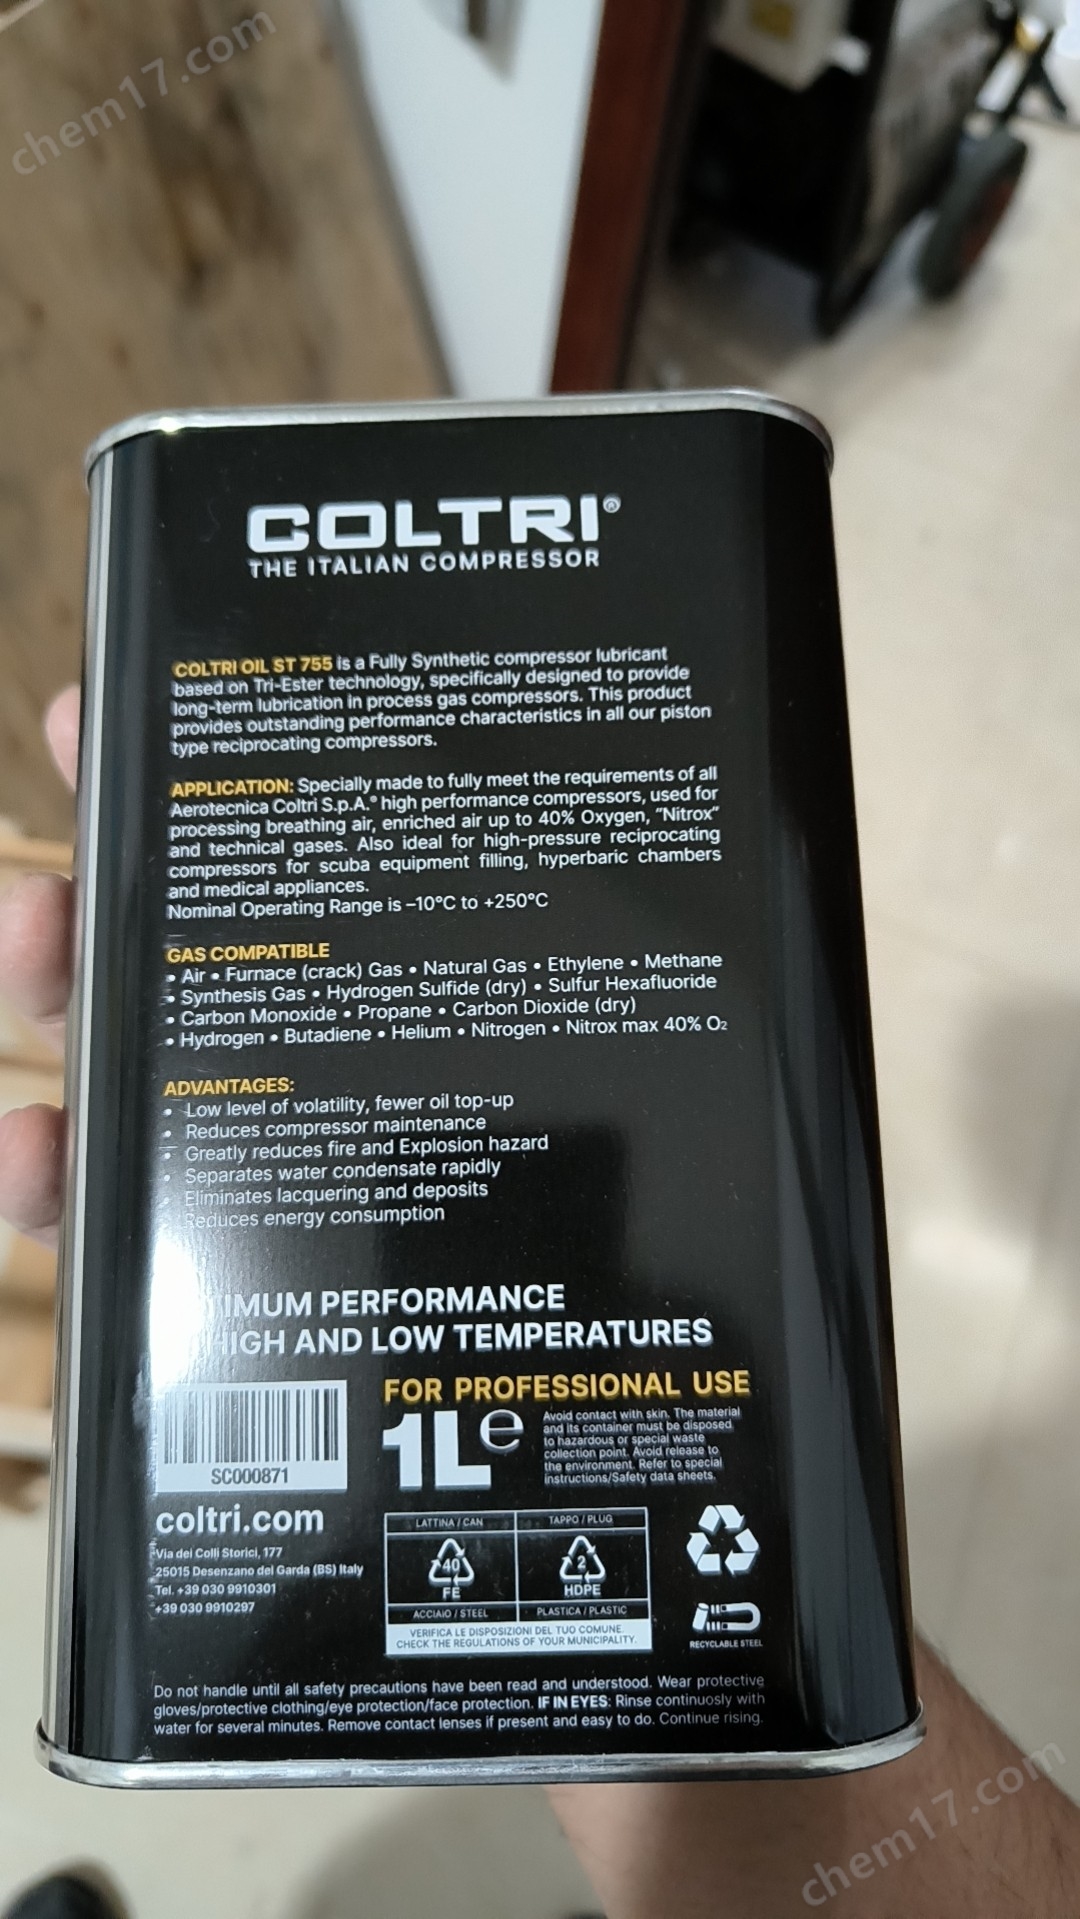 chem17.com
COLTRI®
THE ITALIAN COMPRESSOR
COLTRI OIL ST 755 is a Fully Synthetic compressor lubricant
based on Tri-Ester technology, specifically designed to provide
long-term lubrication in process gas compressors. This product
provides outstanding performance characteristics in all our piston
type reciprocating compressors.
APPLICATION: Specially made to fully meet the requirements of all
Aerotecnica Coltri S.p.A.® high performance compressors, used for
processing breathing air, enriched air up to 40% Oxygen, "Nitrox"
and technical gases. Also ideal for high-pressure reciprocating
compressors for scuba equipment filling, hyperbaric chambers
and medical appliances.
Nominal Operating Range is –10°C to +250°C
GAS COMPATIBLE
• Air • Furnace (crack) Gas • Natural Gas • Ethylene • Methane
• Synthesis Gas • Hydrogen Sulfide (dry) • Sulfur Hexafluoride
• Carbon Monoxide • Propane • Carbon Dioxide (dry)
• Hydrogen • Butadiene • Helium • Nitrogen • Nitrox max 40% O2
ADVANTAGES:
• Low level of volatility, fewer oil top-up
• Reduces compressor maintenance
• Greatly reduces fire and Explosion hazard
• Separates water condensate rapidly
• Eliminates lacquering and deposits
Reduces energy consumption
IMUM PERFORMANCE
HIGH AND LOW TEMPERATURES
FOR PROFESSIONAL USE
1L e
Avoid contact with skin. The material
and its container must be disposed
to hazardous or special waste
collection point. Avoid release to
the environment. Refer to special
instructions/Safety data sheets.
SC000871
coltri.com
Via dei Colli Storici, 177
25015 Desenzano del Garda (BS) Italy
Tel. +39 030 9910301
+39 030 9910297
LATTINA / CAN
TAPPO / PLUG
40
FE
2
HDPE
ACCIAIO / STEEL
PLASTICA / PLASTIC
VERIFICA LE DISPOSIZIONI DEL TUO COMUNE.
CHECK THE REGULATIONS OF YOUR MUNICIPALITY.
RECYCLABLE STEEL
Do not handle until all safety precautions have been read and understood. Wear protective
gloves/protective clothing/eye protection/face protection. IF IN EYES: Rinse continuosly with
water for several minutes. Remove contact lenses if present and easy to do. Continue rising.
chem17.com